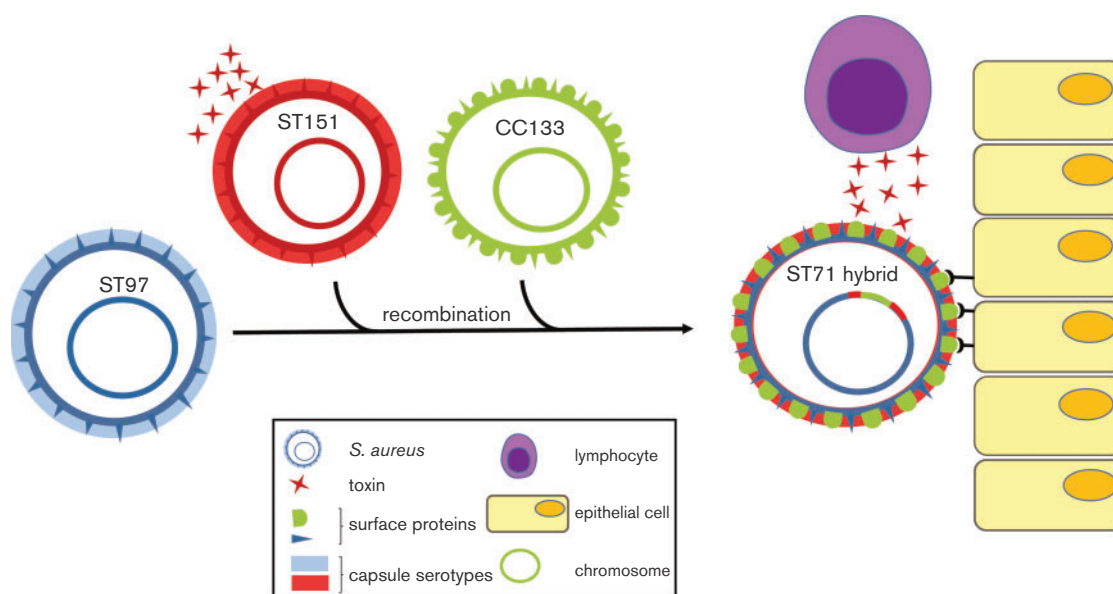 ST151
CC133
ST97
recombination
ST71 hybrid
S. aureus
toxin
surface proteins
capsule serotypes
lymphocyte
epithelial cell
chromosome